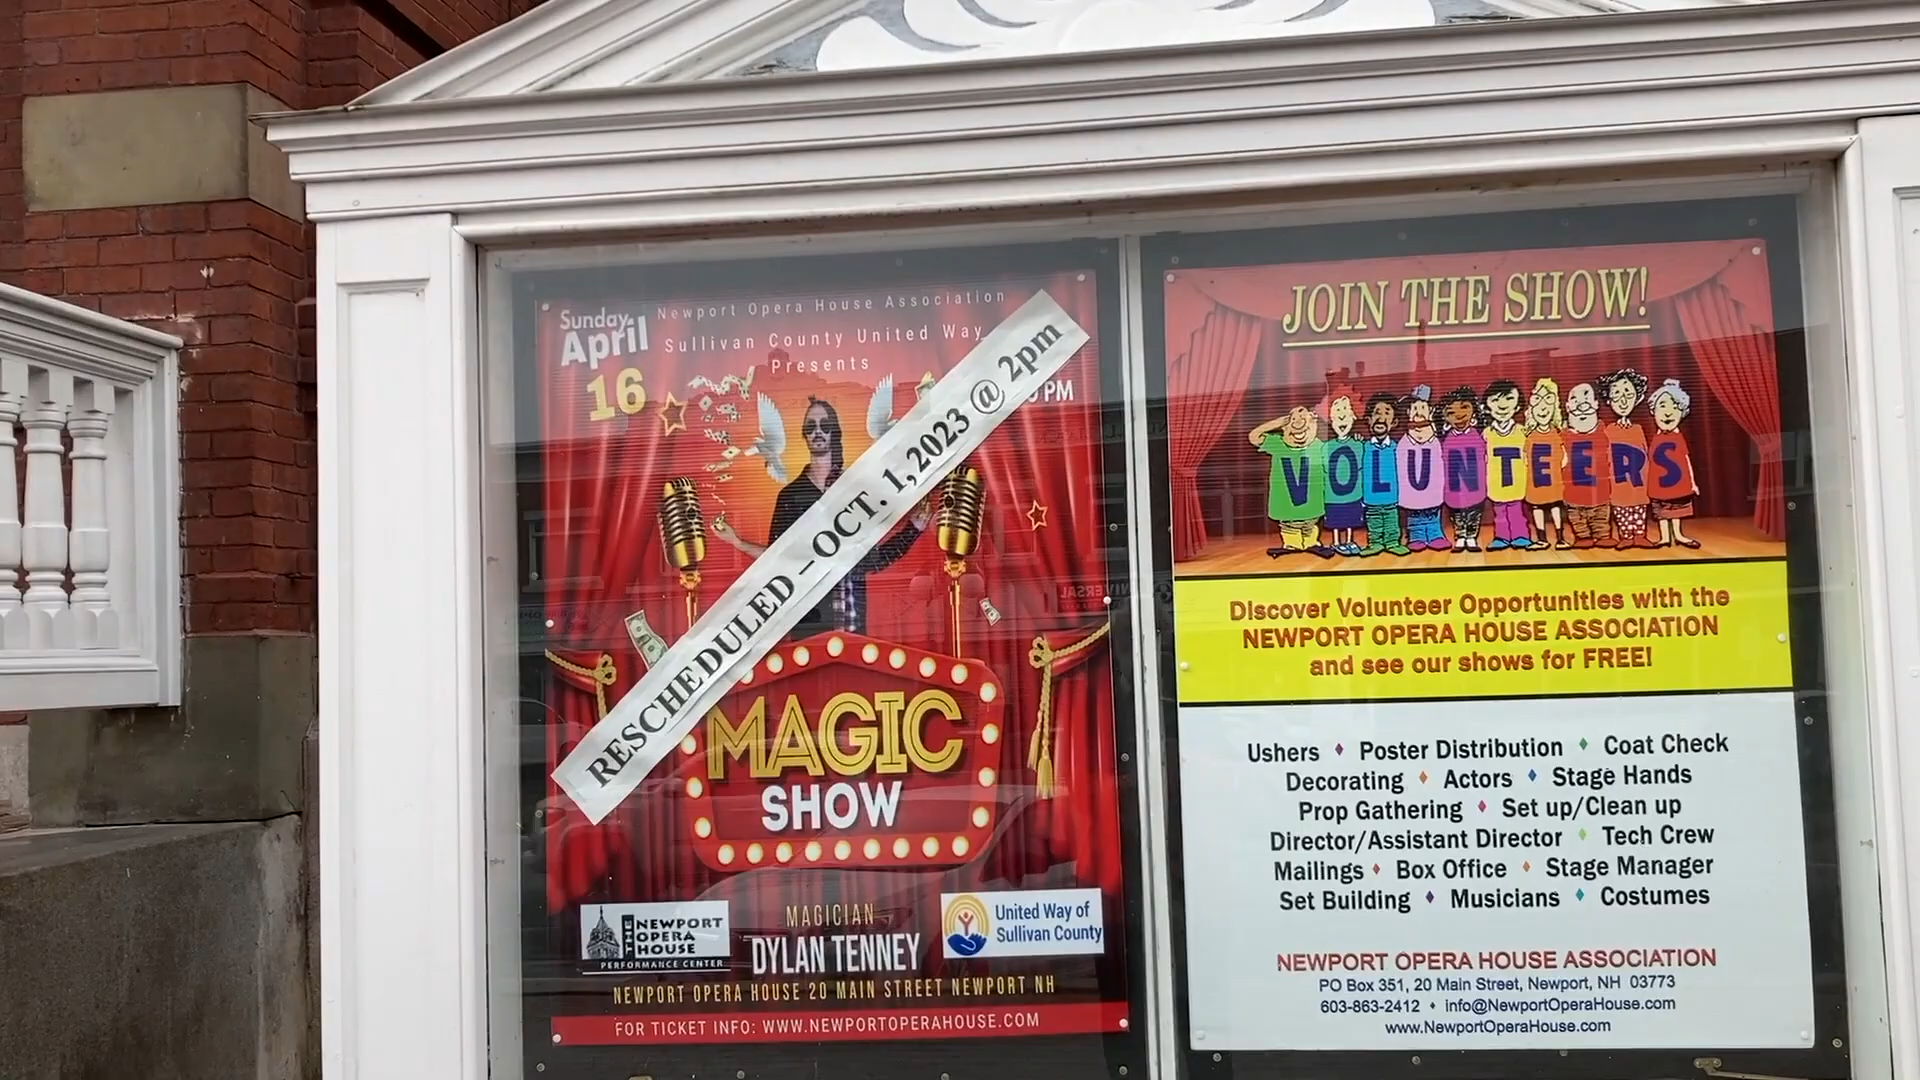 Sunday,
April
16
Newport Opera House Association
Sullivan County United Way
Presents
PM
RESCHEDULED – OCT. 1, 2023 @ 2pm
MAGIC
SHOW
THE NEWPORT
OPERA
HOUSE
PERFORMANCE CENTER
MAGICIAN
DYLAN TENNEY
United Way of
Sullivan County
NEWPORT OPERA HOUSE 20 MAIN STREET NEWPORT NH
FOR TICKET INFO: WWW.NEWPORTOPERAHOUSE.COM
JOIN THE SHOW!
VOLUNTEERS
Discover Volunteer Opportunities with the
NEWPORT OPERA HOUSE ASSOCIATION
and see our shows for FREE!
Ushers ♦ Poster Distribution ♦ Coat Check
Decorating ♦ Actors ♦ Stage Hands
Prop Gathering ♦ Set up/Clean up
Director/Assistant Director ♦ Tech Crew
Mailings ♦ Box Office ♦ Stage Manager
Set Building ♦ Musicians ♦ Costumes
NEWPORT OPERA HOUSE ASSOCIATION
PO Box 351, 20 Main Street, Newport, NH 03773
603-863-2412 • info@NewportOperaHouse.com
www.NewportOperaHouse.com